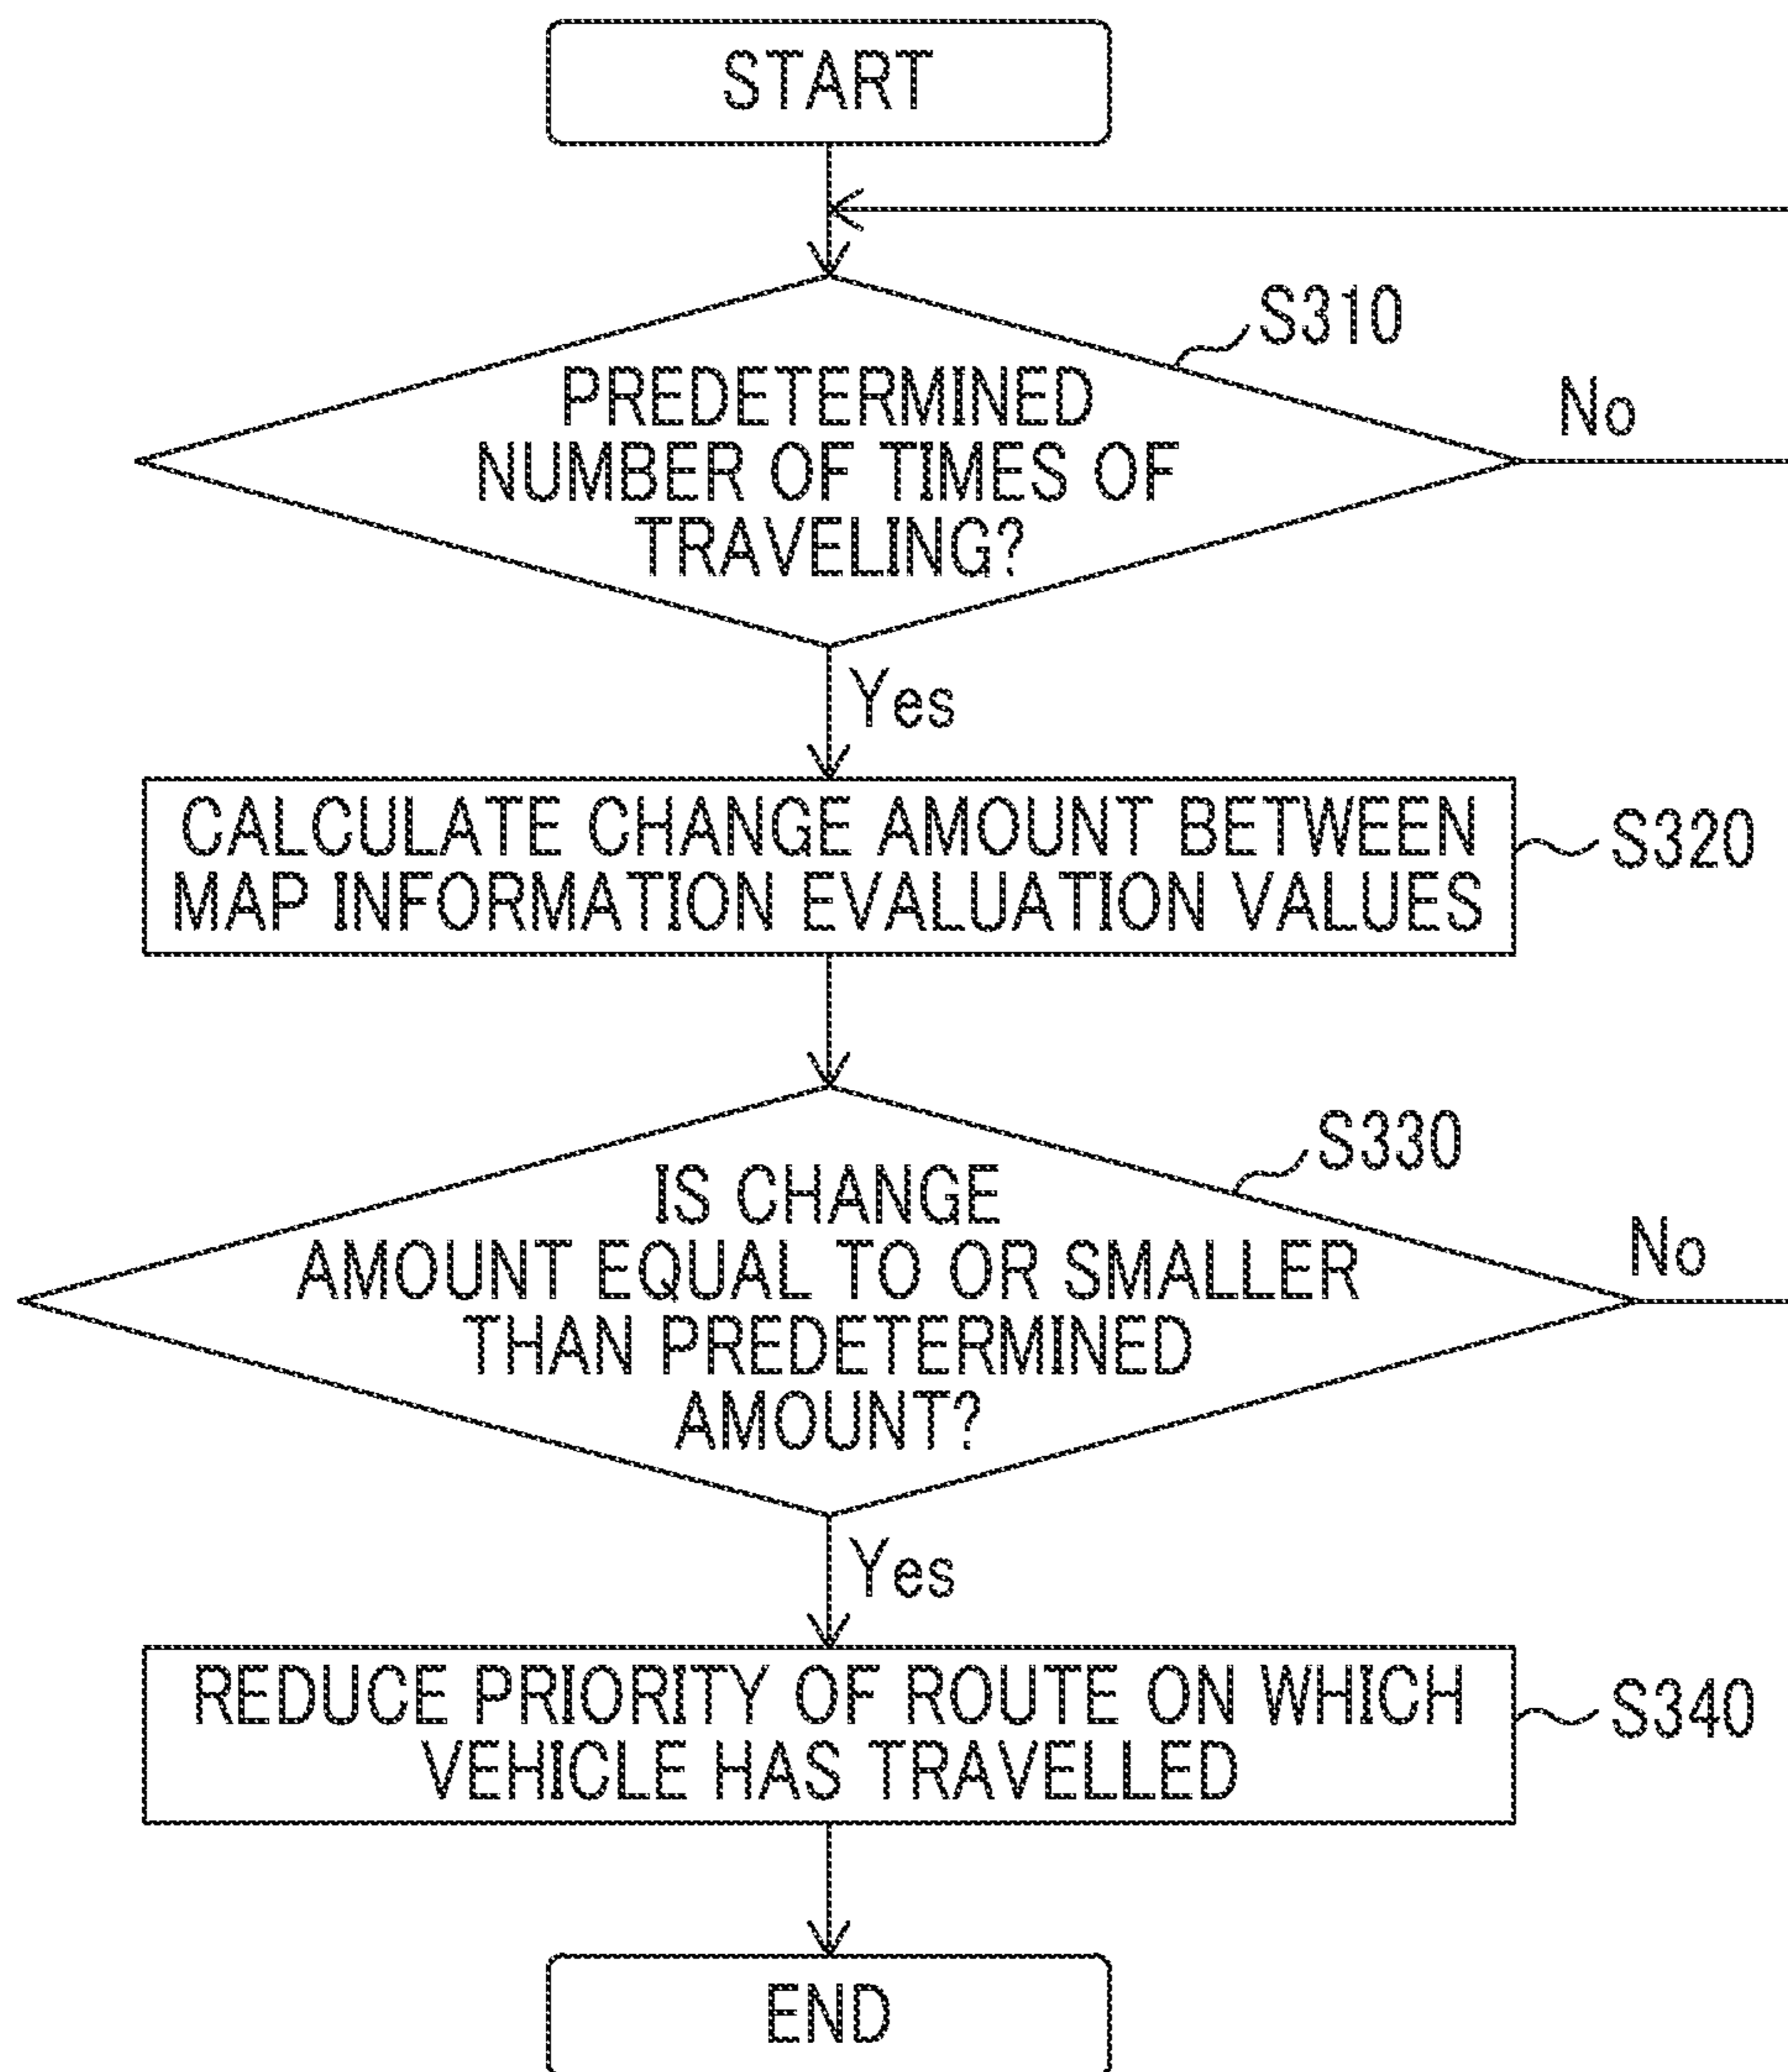 START
S310
PREDETERMINED
NUMBER OF TIMES OF
TRAVELING?
No
Yes
CALCULATE CHANGE AMOUNT BETWEEN
MAP INFORMATION EVALUATION VALUES
S320
S330
IS CHANGE
AMOUNT EQUAL TO OR SMALLER
THAN PREDETERMINED
AMOUNT?
No
Yes
REDUCE PRIORITY OF ROUTE ON WHICH
VEHICLE HAS TRAVELLED
S340
END